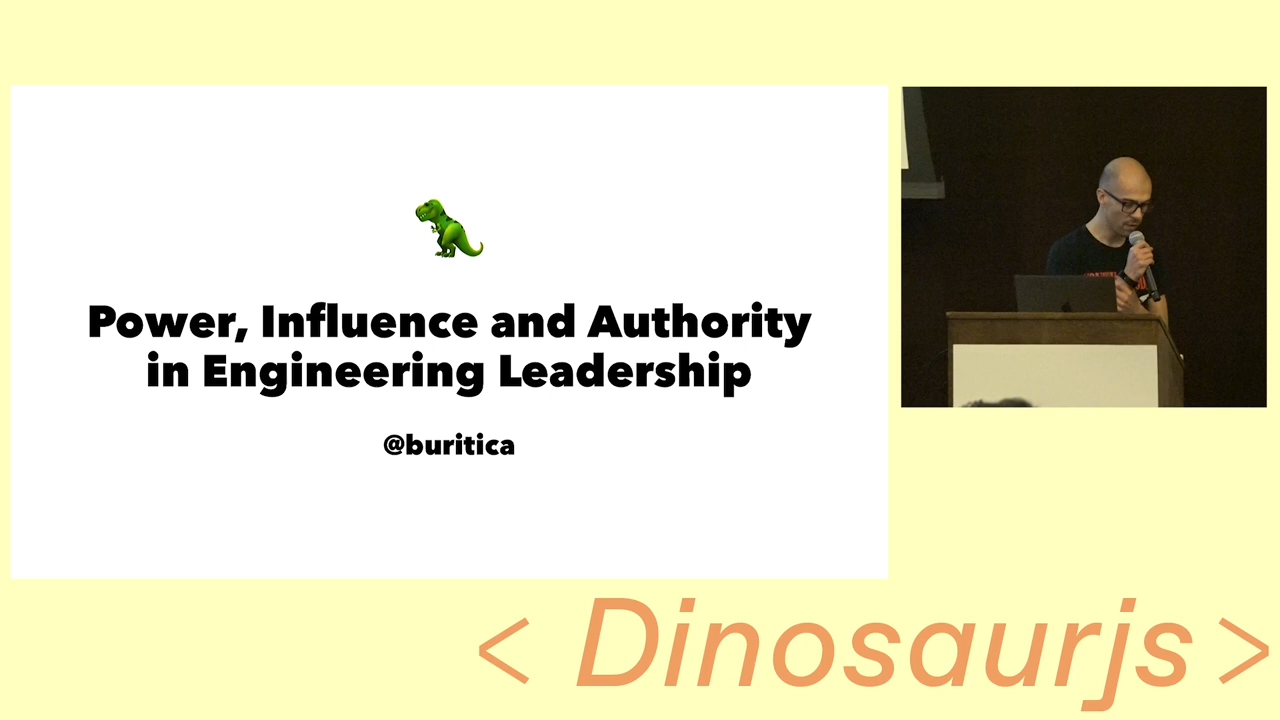 Power, Influence and Authority
in Engineering Leadership
@buritica
< Dinosaurjs >